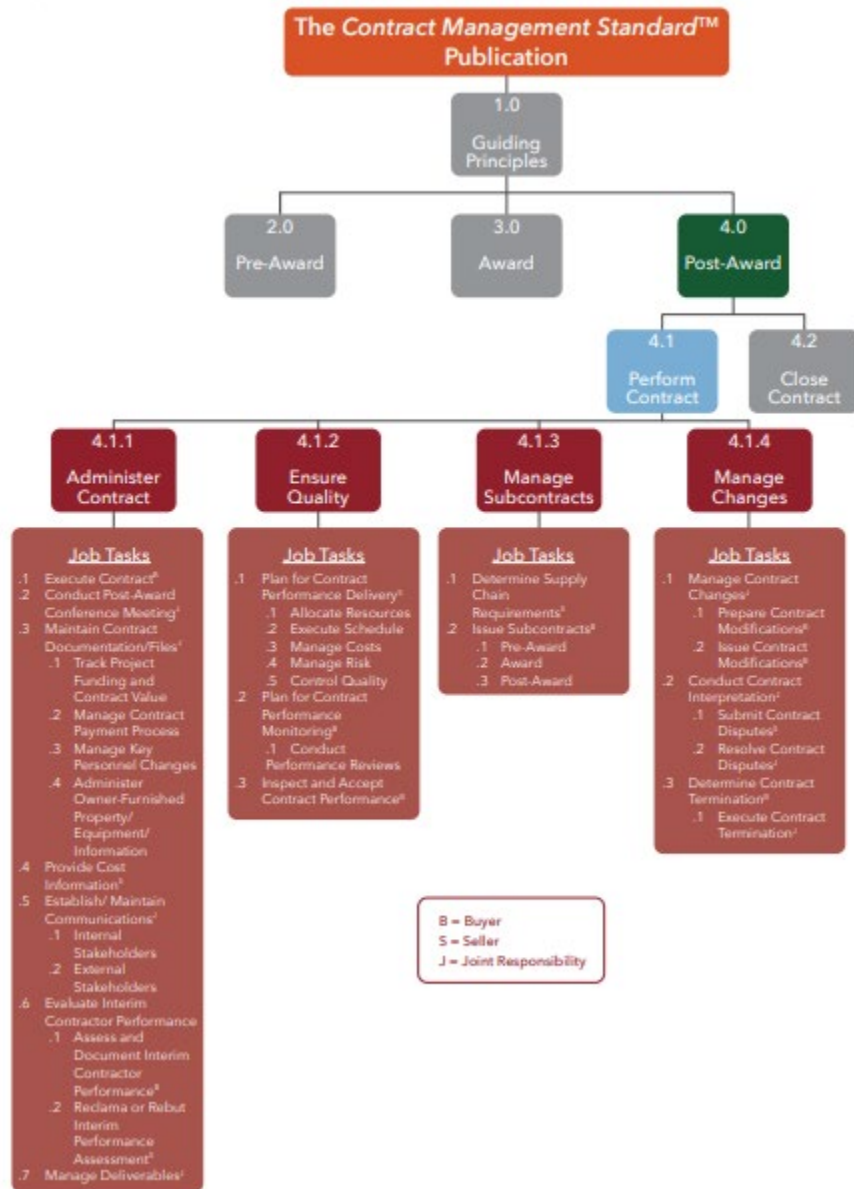 The Contract Management Standard™
Publication
1.0
Guiding
Principles
2.0
Pre-Award
3.0
Award
4.0
Post-Award
4.1
Perform
Contract
4.2
Close
Contract
4.1.1
Administer
Contract
Job Tasks
.1 Execute Contract
.2 Conduct Post-Award
Conference Meeting^J
.3 Maintain Contract
Documentation/Files^J
.1 Track Project
Funding and
Contract Value
.2 Manage Contract
Payment Process
.3 Manage Key
Personnel Changes
.4 Administer
Owner-Furnished
Property/
Equipment/
Information
.4 Provide Cost
Information
.5 Establish/ Maintain
Communications^J
.1 Internal
Stakeholders
.2 External
Stakeholders
.6 Evaluate Interim
Contractor Performance
.1 Assess and
Document Interim
Contractor
Performance
.2 Reclama or Rebut
Interim
Performance
Assessment
.7 Manage Deliverables^J
4.1.2
Ensure
Quality
Job Tasks
.1 Plan for Contract
Performance Delivery
.1 Allocate Resources
.2 Execute Schedule
.3 Manage Costs
.4 Manage Risk
.5 Control Quality
.2 Plan for Contract
Performance
Monitoring
.1 Conduct
Performance Reviews
.3 Inspect and Accept
Contract Performance
4.1.3
Manage
Subcontracts
Job Tasks
.1 Determine Supply
Chain
Requirements
.2 Issue Subcontracts
.1 Pre-Award
.2 Award
.3 Post-Award
4.1.4
Manage
Changes
Job Tasks
.1 Manage Contract
Changes^J
.1 Prepare Contract
Modifications
.2 Issue Contract
Modifications
.2 Conduct Contract
Interpretation^J
.1 Submit Contract
Disputes
.2 Resolve Contract
Disputes^J
.3 Determine Contract
Termination
.1 Execute Contract
Termination^J
B = Buyer
S = Seller
J = Joint Responsibility